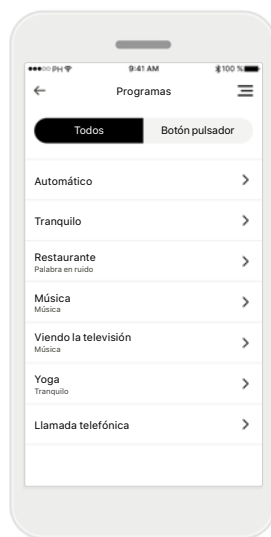 PH 9:41 AM 100 %
Programas
Todos Botón pulsador
Automático
Tranquilo
Restaurante
Palabra en ruido
Música
Música
Viendo la televisión
Música
Yoga
Tranquilo
Llamada telefónica